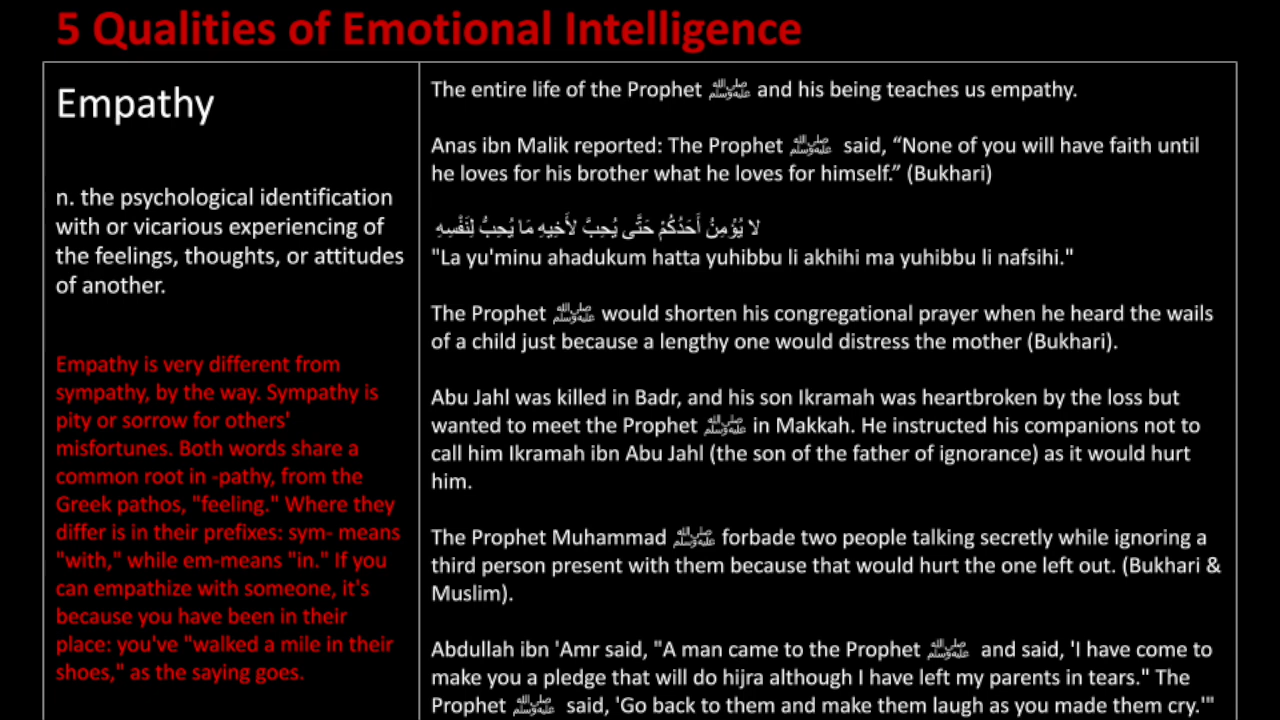 5 Qualities of Emotional Intelligence
Empathy
n. the psychological identification
with or vicarious experiencing of
the feelings, thoughts, or attitudes
of another.
Empathy is very different from
sympathy, by the way. Sympathy is
pity or sorrow for others'
misfortunes. Both words share a
common root in -pathy, from the
Greek pathos, "feeling." Where they
differ is in their prefixes: sym- means
"with," while em-means "in." If you
can empathize with someone, it's
because you have been in their
place: you've "walked a mile in their
shoes," as the saying goes.
The entire life of the Prophet ﷺ and his being teaches us empathy.
Anas ibn Malik reported: The Prophet ﷺ said, “None of you will have faith until
he loves for his brother what he loves for himself.” (Bukhari)
لا يُؤْمِنُ أَحَدُكُمْ حَتَّى يُحِبَّ لأَخِيهِ مَا يُحِبُّ لِنَفْسِهِ
"La yu'minu ahadukum hatta yuhibbu li akhihi ma yuhibbu li nafsihi."
The Prophet ﷺ would shorten his congregational prayer when he heard the wails
of a child just because a lengthy one would distress the mother (Bukhari).
Abu Jahl was killed in Badr, and his son Ikramah was heartbroken by the loss but
wanted to meet the Prophet ﷺ in Makkah. He instructed his companions not to
call him Ikramah ibn Abu Jahl (the son of the father of ignorance) as it would hurt
him.
The Prophet Muhammad ﷺ forbade two people talking secretly while ignoring a
third person present with them because that would hurt the one left out. (Bukhari &
Muslim).
Abdullah ibn 'Amr said, "A man came to the Prophet ﷺ and said, 'I have come to
make you a pledge that will do hijra although I have left my parents in tears." The
Prophet ﷺ said, 'Go back to them and make them laugh as you made them cry.'"